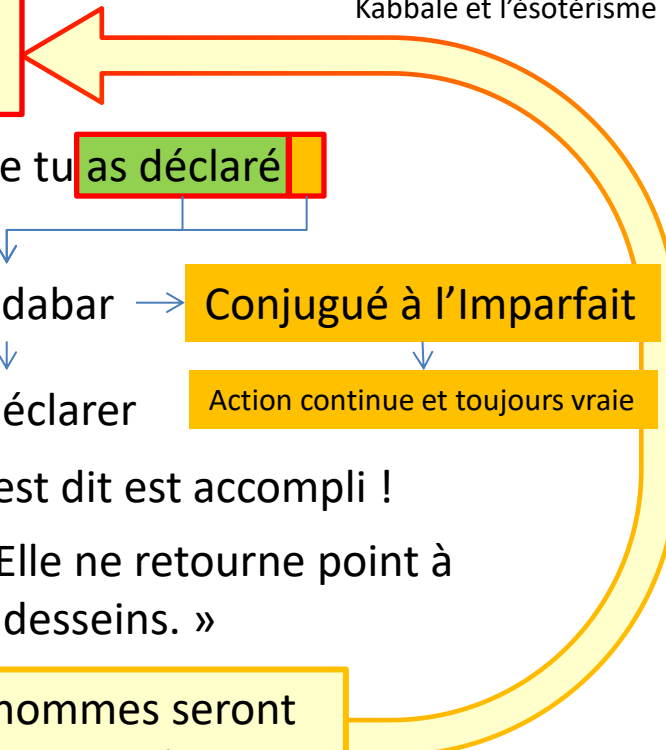 Kabbale et l’ésotérisme
e tu as déclaré
dabar Conjugué à l’Imparfait
éclarer Action continue et toujours vraie
est dit est accompli !
Elle ne retourne point à
desseins. »
hommes seront